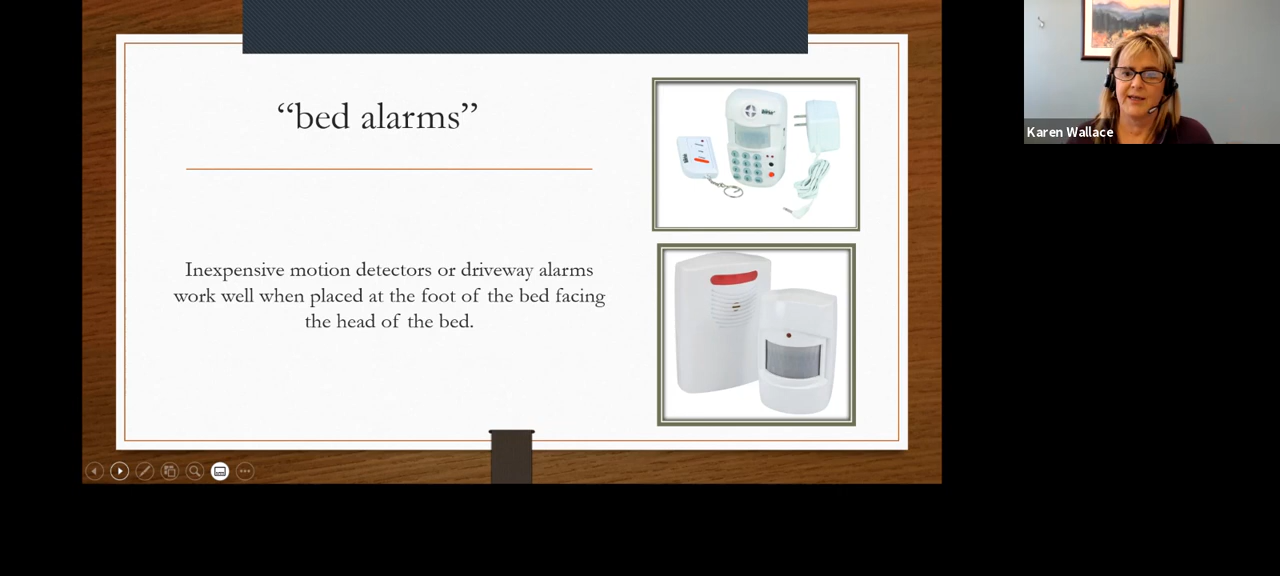 “bed alarms”
Inexpensive motion detectors or driveway alarms
work well when placed at the foot of the bed facing
the head of the bed.
Karen Wallace